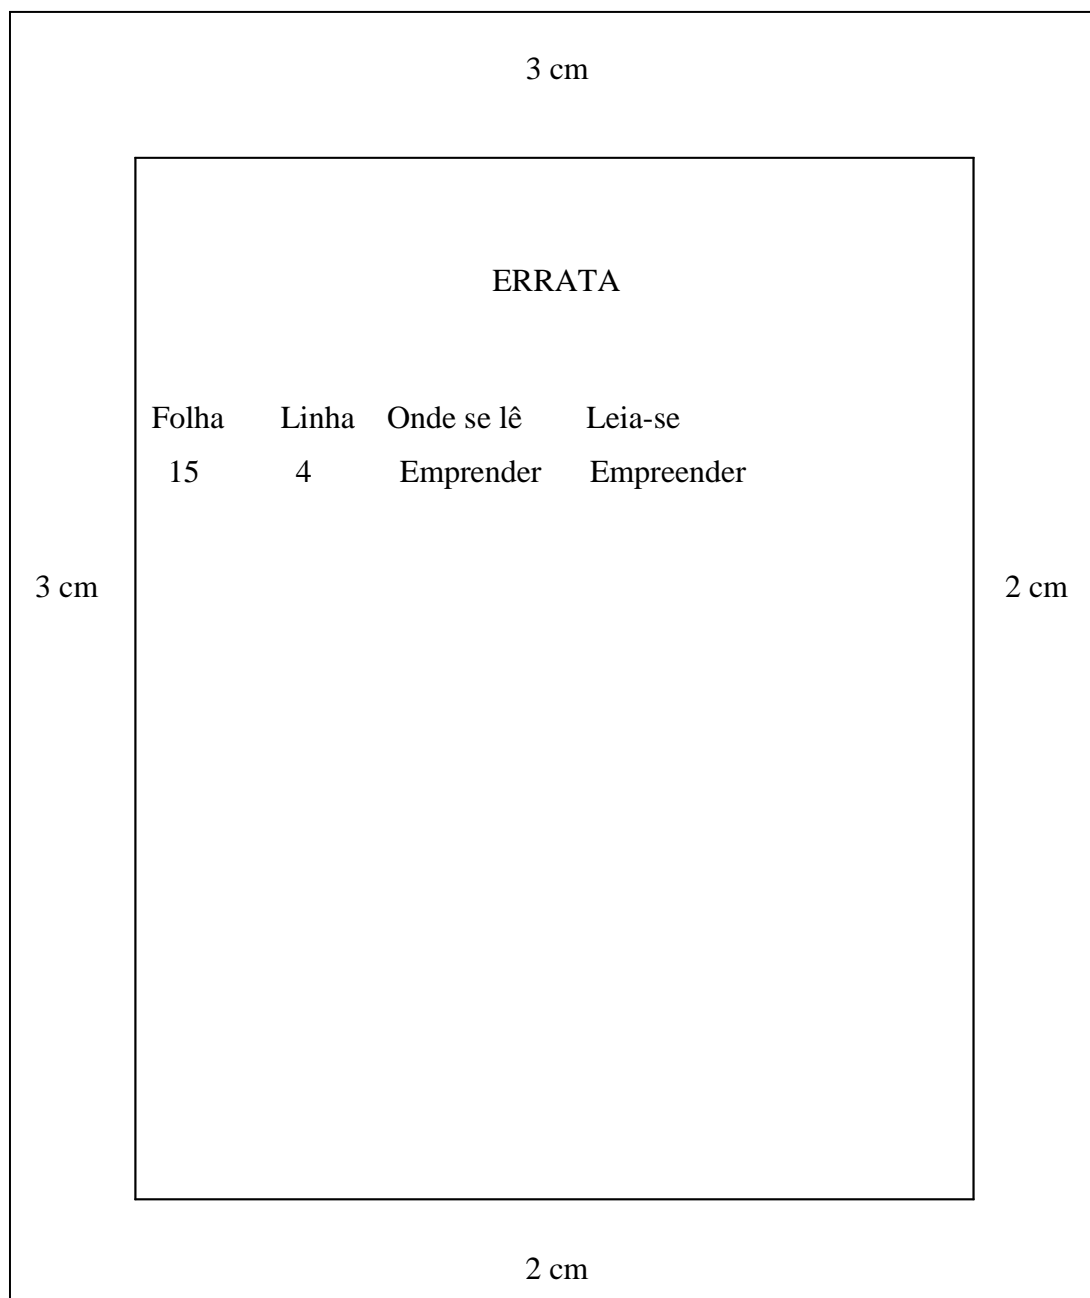 3 cm
ERRATA
Folha Linha Onde se lê Leia-se
15 4 Emprender Empreender
3 cm 2 cm
2 cm